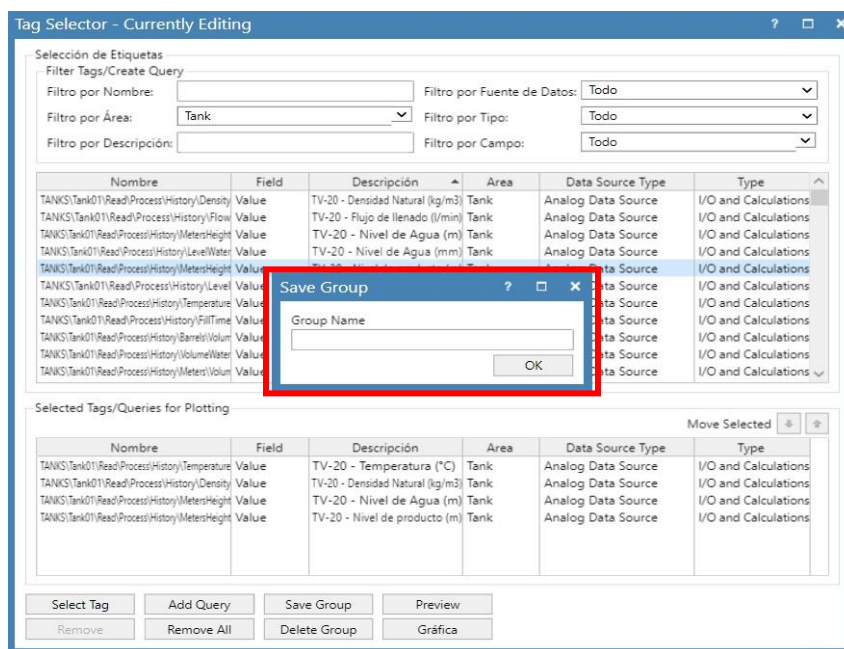 Tag Selector - Currently Editing ?
Selección de Etiquetas
Filter Tags/Create Query
Filtro por Nombre: Filtro por Fuente de Datos: Todo
Filtro por Área: Tank Filtro por Tipo: Todo
Filtro por Descripción: Filtro por Campo: Todo
Nombre Field Descripción Area Data Source Type Type
TANKS\Tank01\Read\Process\History\Density Value TV-20 - Densidad Natural (kg/m3) Tank Analog Data Source I/O and Calculations
TANKS\Tank01\Read\Process\History\Flow Value TV-20 - Flujo de llenado (l/min) Tank Analog Data Source I/O and Calculations
TANKS\Tank01\Read\Process\History\MetersHeight Value TV-20 - Nivel de Agua (m) Tank Analog Data Source I/O and Calculations
TANKS\Tank01\Read\Process\History\LevelWater Value TV-20 - Nivel de Agua (mm) Tank Analog Data Source I/O and Calculations
TANKS\Tank01\Read\Process\History\MetersHeight Value Tank Analog Data Source I/O and Calculations
TANKS\Tank01\Read\Process\History\Level Value Data Source I/O and Calculations
TANKS\Tank01\Read\Process\History\Temperature Value Data Source I/O and Calculations
TANKS\Tank01\Read\Process\History\FillTime Value Data Source I/O and Calculations
TANKS\Tank01\Read\Process\History\Barrels\Volum Value Data Source I/O and Calculations
TANKS\Tank01\Read\Process\History\VolumeWater Value Data Source I/O and Calculations
TANKS\Tank01\Read\Process\History\Meters\Volum Value Data Source I/O and Calculations
Save Group ?
Group Name
OK
Selected Tags/Queries for Plotting
Move Selected
Nombre Field Descripción Area Data Source Type Type
TANKS\Tank01\Read\Process\History\Temperature Value TV-20 - Temperatura (°C) Tank Analog Data Source I/O and Calculations
TANKS\Tank01\Read\Process\History\Density Value TV-20 - Densidad Natural (kg/m3) Tank Analog Data Source I/O and Calculations
TANKS\Tank01\Read\Process\History\MetersHeight Value TV-20 - Nivel de Agua (m) Tank Analog Data Source I/O and Calculations
TANKS\Tank01\Read\Process\History\MetersHeight Value TV-20 - Nivel de producto (m) Tank Analog Data Source I/O and Calculations
Select Tag Add Query Save Group Preview
Remove Remove All Delete Group Gráfica